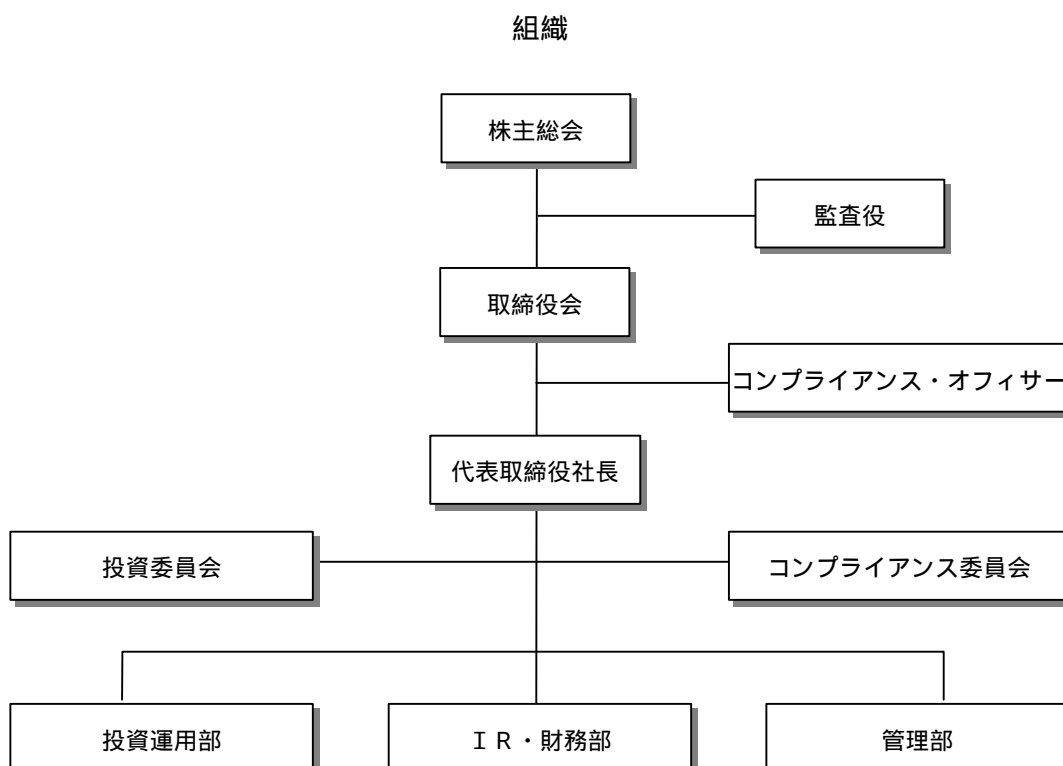 組織
株主総会
監査役
取締役会
コンプライアンス・オフィサー
代表取締役社長
投資委員会
コンプライアンス委員会
投資運用部
ＩＲ・財務部
管理部